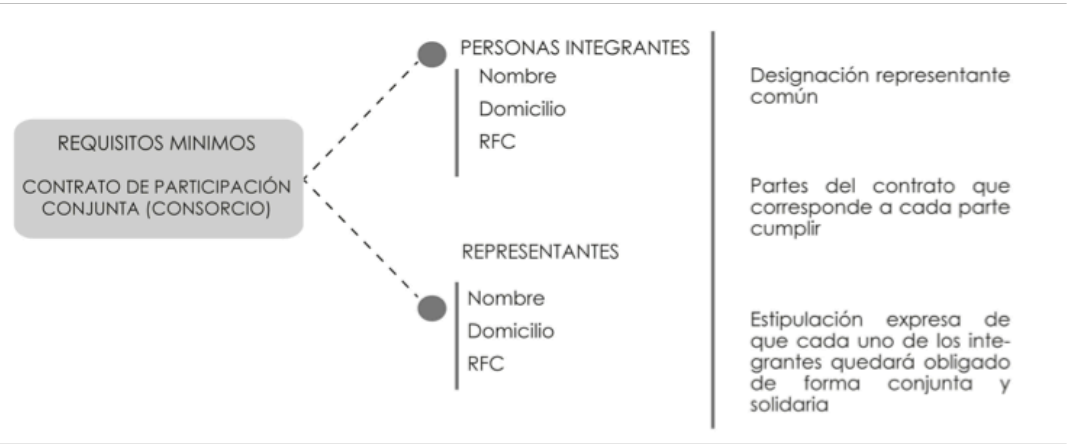 REQUISITOS MINIMOS
CONTRATO DE PARTICIPACIÓN
CONJUNTA (CONSORCIO)
PERSONAS INTEGRANTES
Nombre
Domicilio
RFC
REPRESENTANTES
Nombre
Domicilio
RFC
Designación representante
común
Partes del contrato que
corresponde a cada parte
cumplir
Estipulación expresa de
que cada uno de los inte-
grantes quedará obligado
de forma conjunta y
solidaria